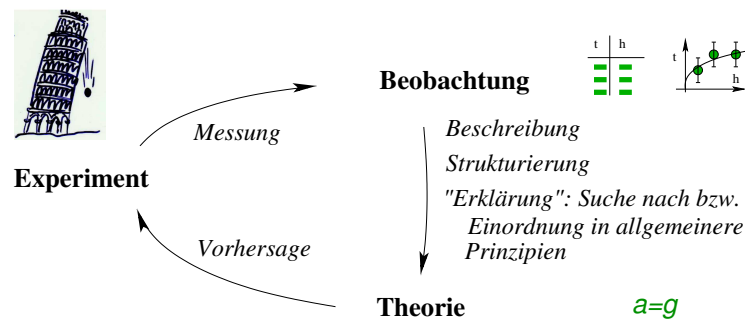 t h
t
h
Beobachtung
Messung
Beschreibung
Strukturierung
Experiment
"Erklärung": Suche nach bzw.
Einordnung in allgemeinere
Prinzipien
Vorhersage
Theorie
a=g